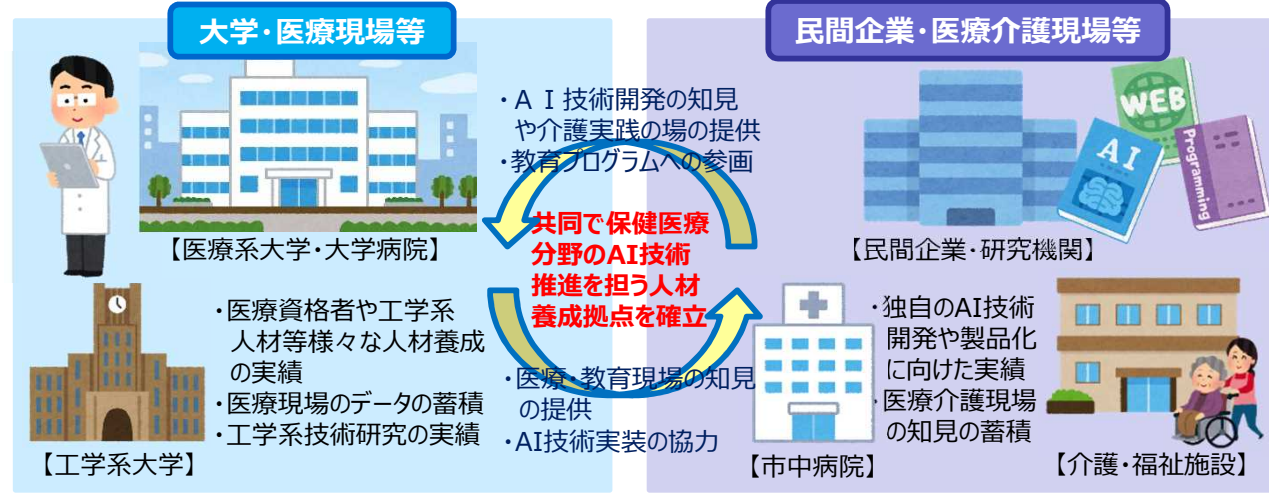 大学・医療現場等
【医療系大学・大学病院】
・医療資格者や工学系
人材等様々な人材養成
の実績
・医療現場のデータの蓄積
・工学系技術研究の実績
【工学系大学】
・AI技術開発の知見
や介護実践の場の提供
・教育プログラムへの参画
共同で保健医療
分野のAI技術
推進を担う人材
養成拠点を確立
・医療・教育現場の知見
の提供
・AI技術実装の協力
民間企業・医療介護現場等
WEB
AI
Programming
【民間企業・研究機関】
・独自のAI技術
開発や製品化
に向けた実績
・医療介護現場
の知見の蓄積
【市中病院】
【介護・福祉施設】